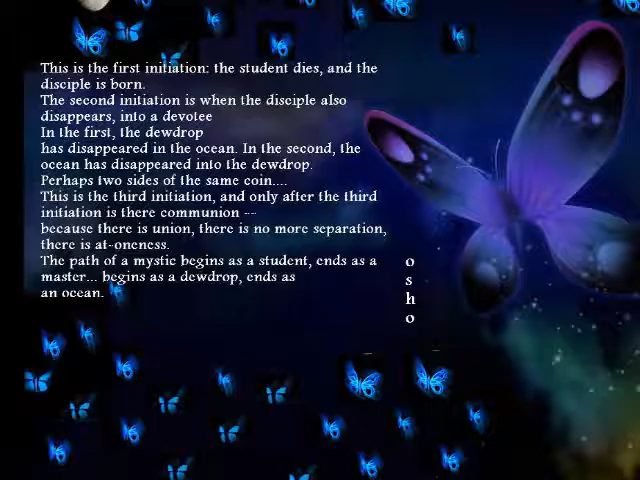 This is the first initiation: the student dies, and the
disciple is born.
The second initiation is when the disciple also
disappears, into a devotee
In the first, the dewdrop
has disappeared in the ocean. In the second, the
ocean has disappeared into the dewdrop.
Perhaps two sides of the same coin....
This is the third initiation, and only after the third
initiation is there communion --
because there is union, there is no more separation,
there is at-oneness.
The path of a mystic begins as a student, ends as a
master... begins as a dewdrop, ends as
an ocean.
o
s
h
o